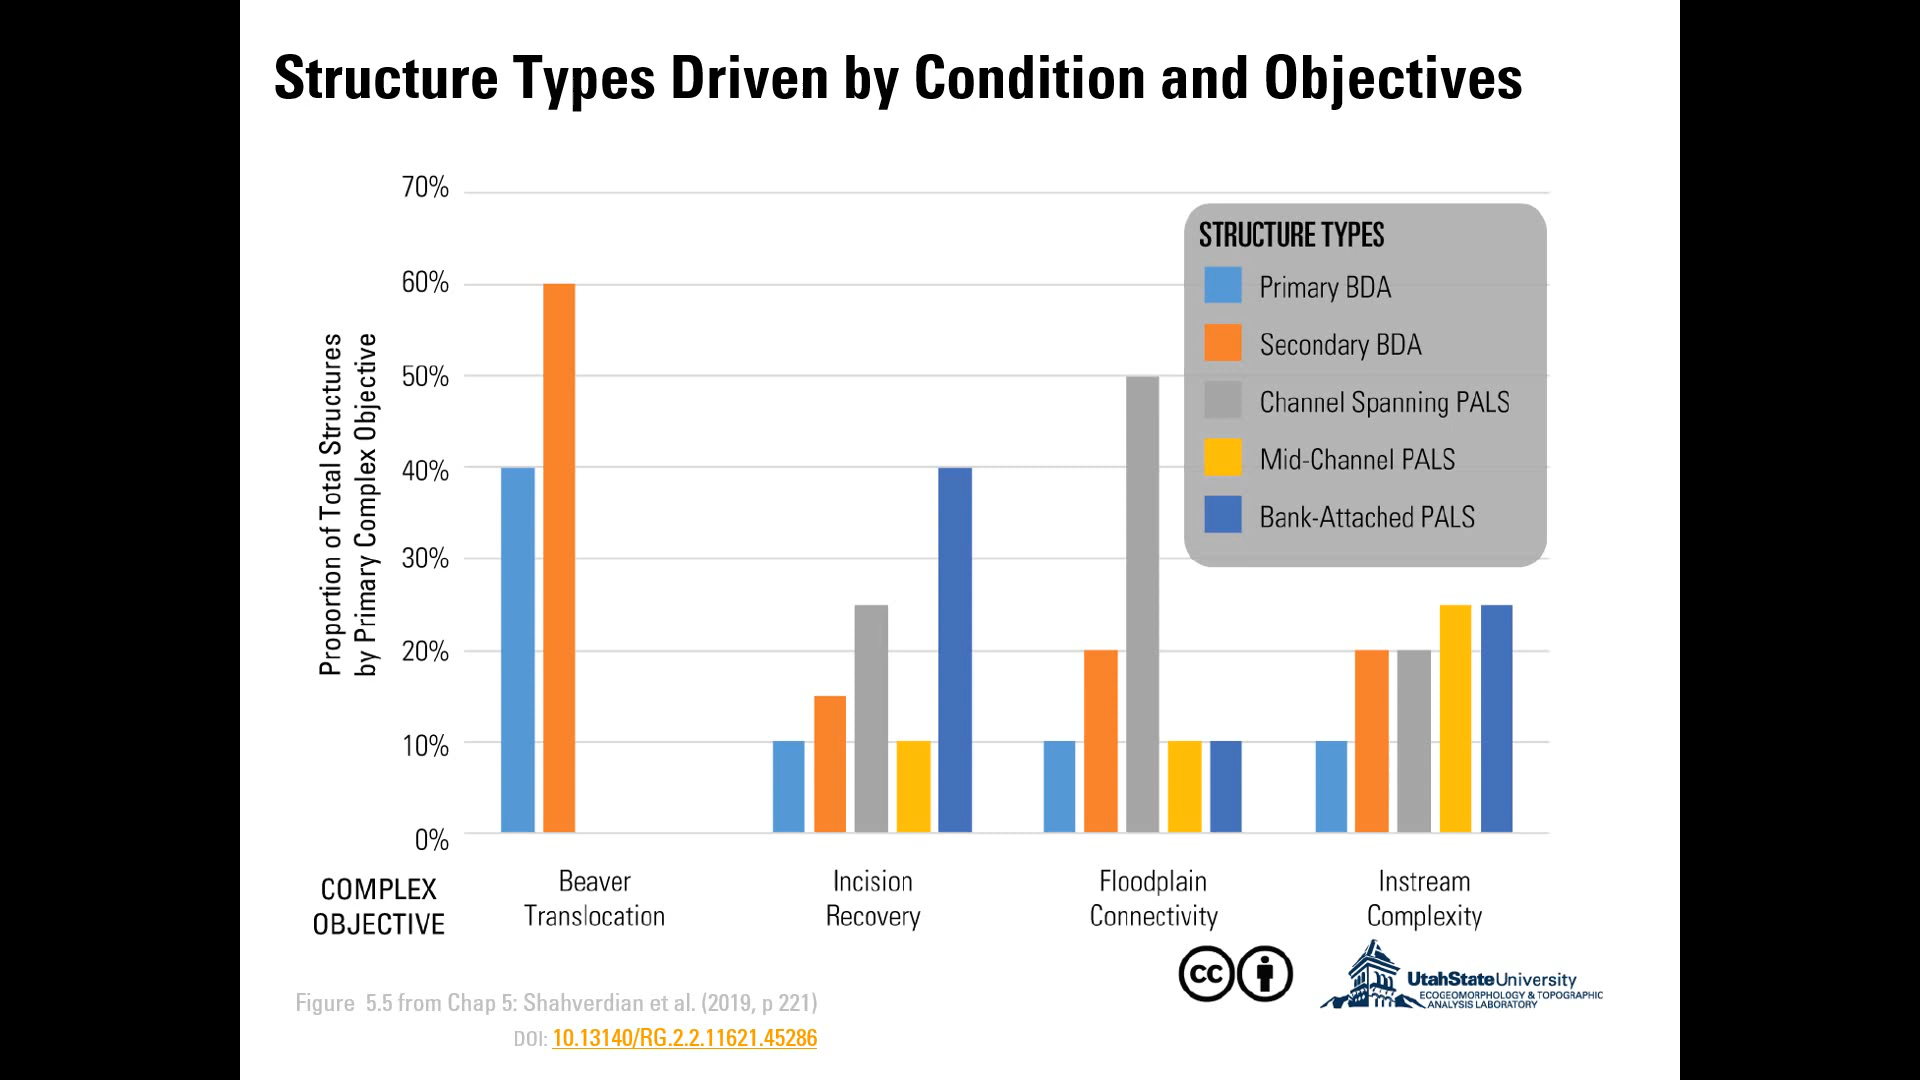 Structure Types Driven by Condition and Objectives
70%
60%
50%
40%
30%
20%
10%
0%
Proportion of Total Structures
by Primary Complex Objective
STRUCTURE TYPES
Primary BDA
Secondary BDA
Channel Spanning PALS
Mid-Channel PALS
Bank-Attached PALS
COMPLEX
OBJECTIVE
Beaver
Translocation
Incision
Recovery
Floodplain
Connectivity
Instream
Complexity
cc
UtahStateUniversity
ECOGEOMORPHOLOGY & TOPOGRAPHIC
ANALYSIS LABORATORY
Figure 5.5 from Chap 5: Shahverdian et al. (2019, p 221)
DOI: 10.13140/RG.2.2.11621.45286